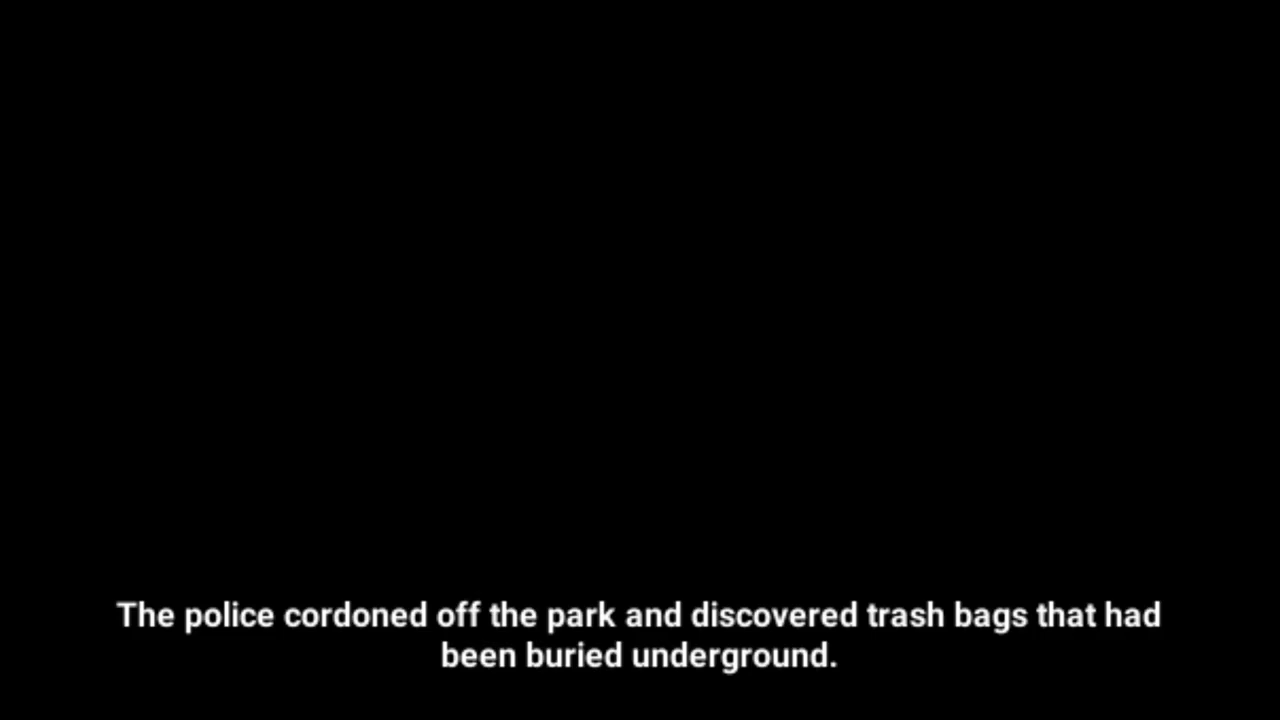 The police cordoned off the park and discovered trash bags that had
been buried underground.